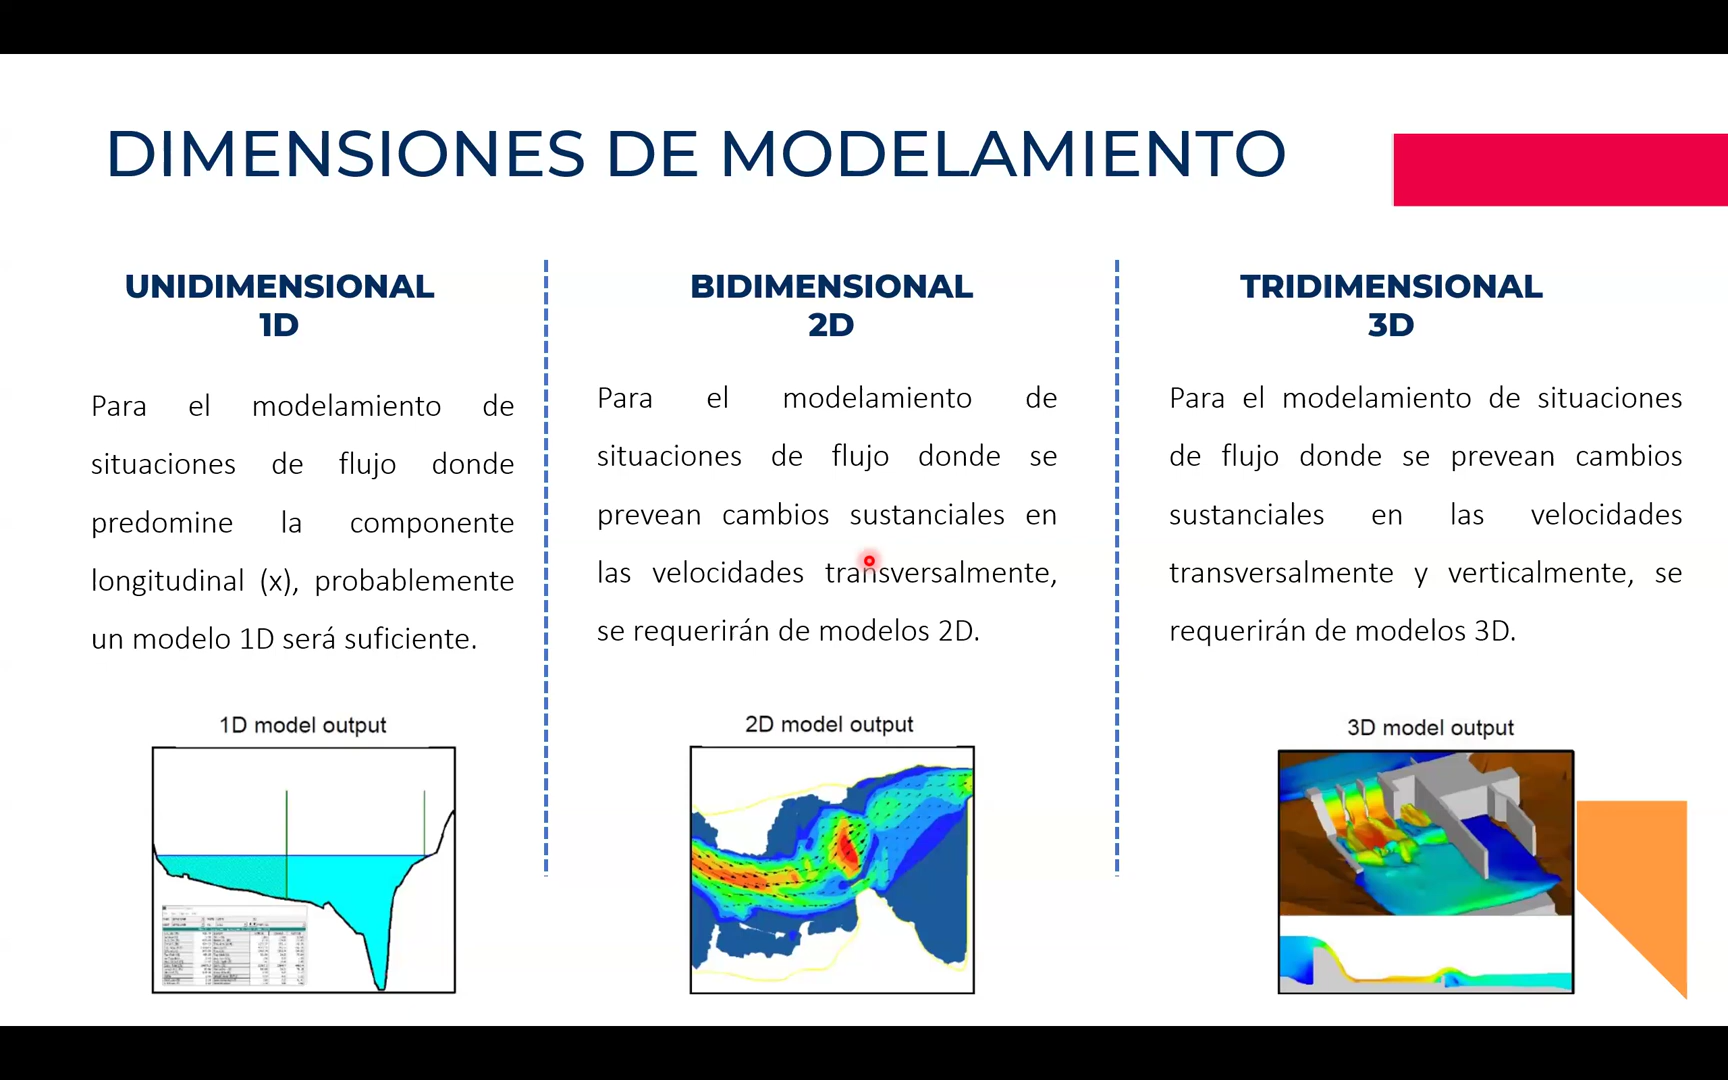 DIMENSIONES DE MODELAMIENTO
UNIDIMENSIONAL
1D
Para el modelamiento de
situaciones de flujo donde
predomine la componente
longitudinal (x), probablemente
un modelo 1D será suficiente.
1D model output
BIDIMENSIONAL
2D
Para el modelamiento de
situaciones de flujo donde se
prevean cambios sustanciales en
las velocidades transversalmente,
se requerirán de modelos 2D.
2D model output
TRIDIMENSIONAL
3D
Para el modelamiento de situaciones
de flujo donde se prevean cambios
sustanciales en las velocidades
transversalmente y verticalmente, se
requerirán de modelos 3D.
3D model output